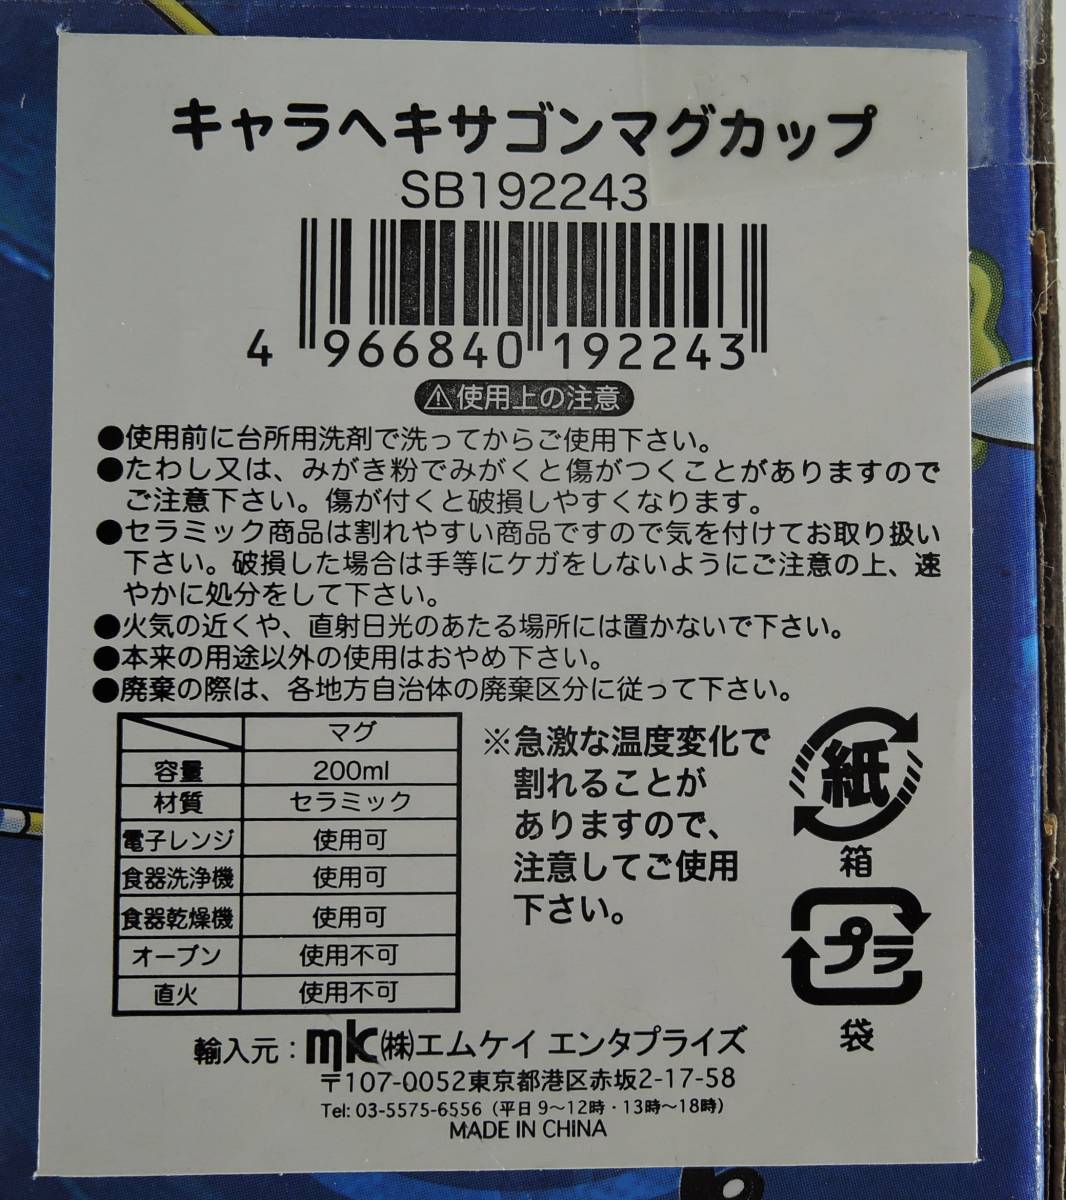 キャラヘキサゴンマグカップ
SB192243
4 966840 192243
⚠使用上の注意
●使用前に台所用洗剤で洗ってからご使用下さい。
●たわし又は、みがき粉でみがくと傷がつくことがありますので
ご注意下さい。傷が付くと破損しやすくなります。
●セラミック商品は割れやすい商品ですので気を付けてお取り扱い
下さい。破損した場合は手等にケガをしないようにご注意の上、速
やかに処分をして下さい。
●火気の近くや、直射日光のあたる場所には置かないで下さい。
●本来の用途以外の使用はおやめ下さい。
●廃棄の際は、各地方自治体の廃棄区分に従って下さい。
マグ
容量 200ml
材質 セラミック
電子レンジ 使用可
食器洗浄機 使用可
食器乾燥機 使用可
オーブン 使用不可
直火 使用不可
※急激な温度変化で
割れることが
ありますので、
注意してご使用
下さい。
紙
箱
プラ
袋
輸入元：mk㈱エムケイ エンタプライズ
〒107-0052東京都港区赤坂2-17-58
Tel: 03-5575-6556（平日 9〜12時・13時〜18時）
MADE IN CHINA